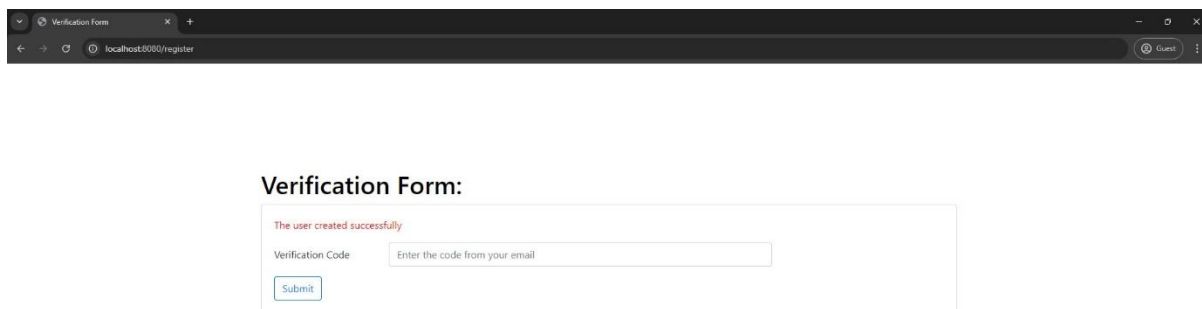 Verification Form
localhost:8080/register
Guest
Verification Form:
The user created successfully
Verification Code
Enter the code from your email
Submit